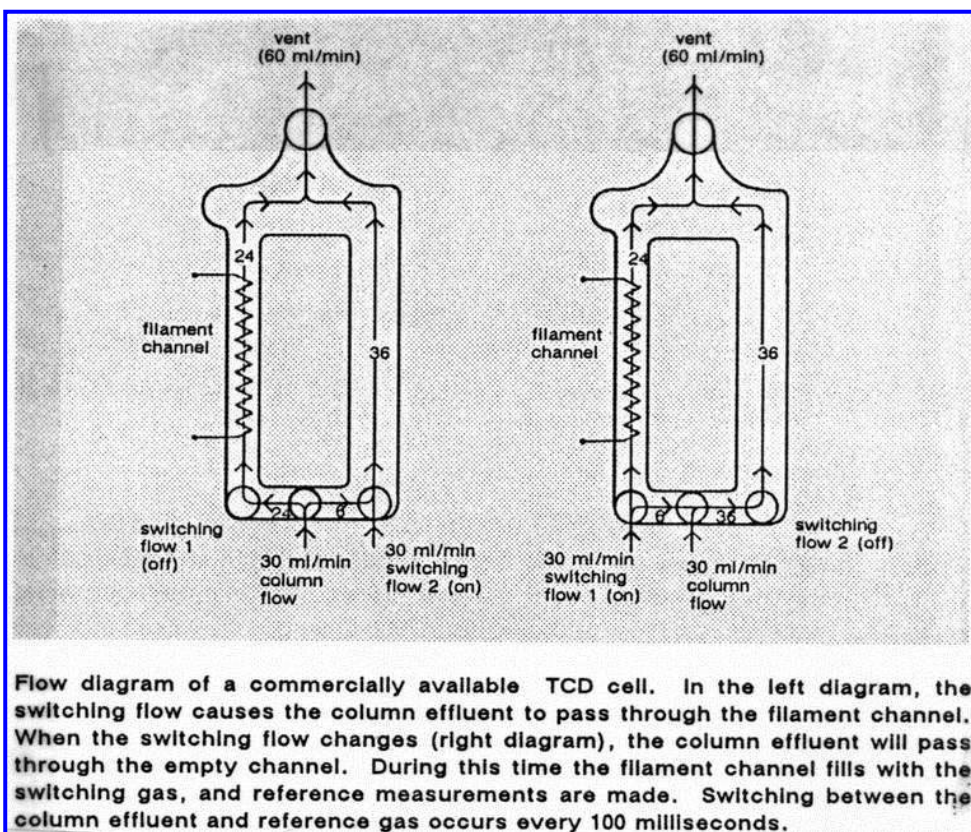 vent
(60 ml/min)
vent
(60 ml/min)
24
24
filament
channel
filament
channel
36
36
24
6
6
36
switching
flow 1
(off)
30 ml/min
column
flow
30 ml/min
switching
flow 2 (on)
30 ml/min
switching
flow 1 (on)
30 ml/min
column
flow
switching
flow 2 (off)
Flow diagram of a commercially available TCD cell. In the left diagram, the
switching flow causes the column effluent to pass through the filament channel.
When the switching flow changes (right diagram), the column effluent will pass
through the empty channel. During this time the filament channel fills with the
switching gas, and reference measurements are made. Switching between the
column effluent and reference gas occurs every 100 milliseconds.